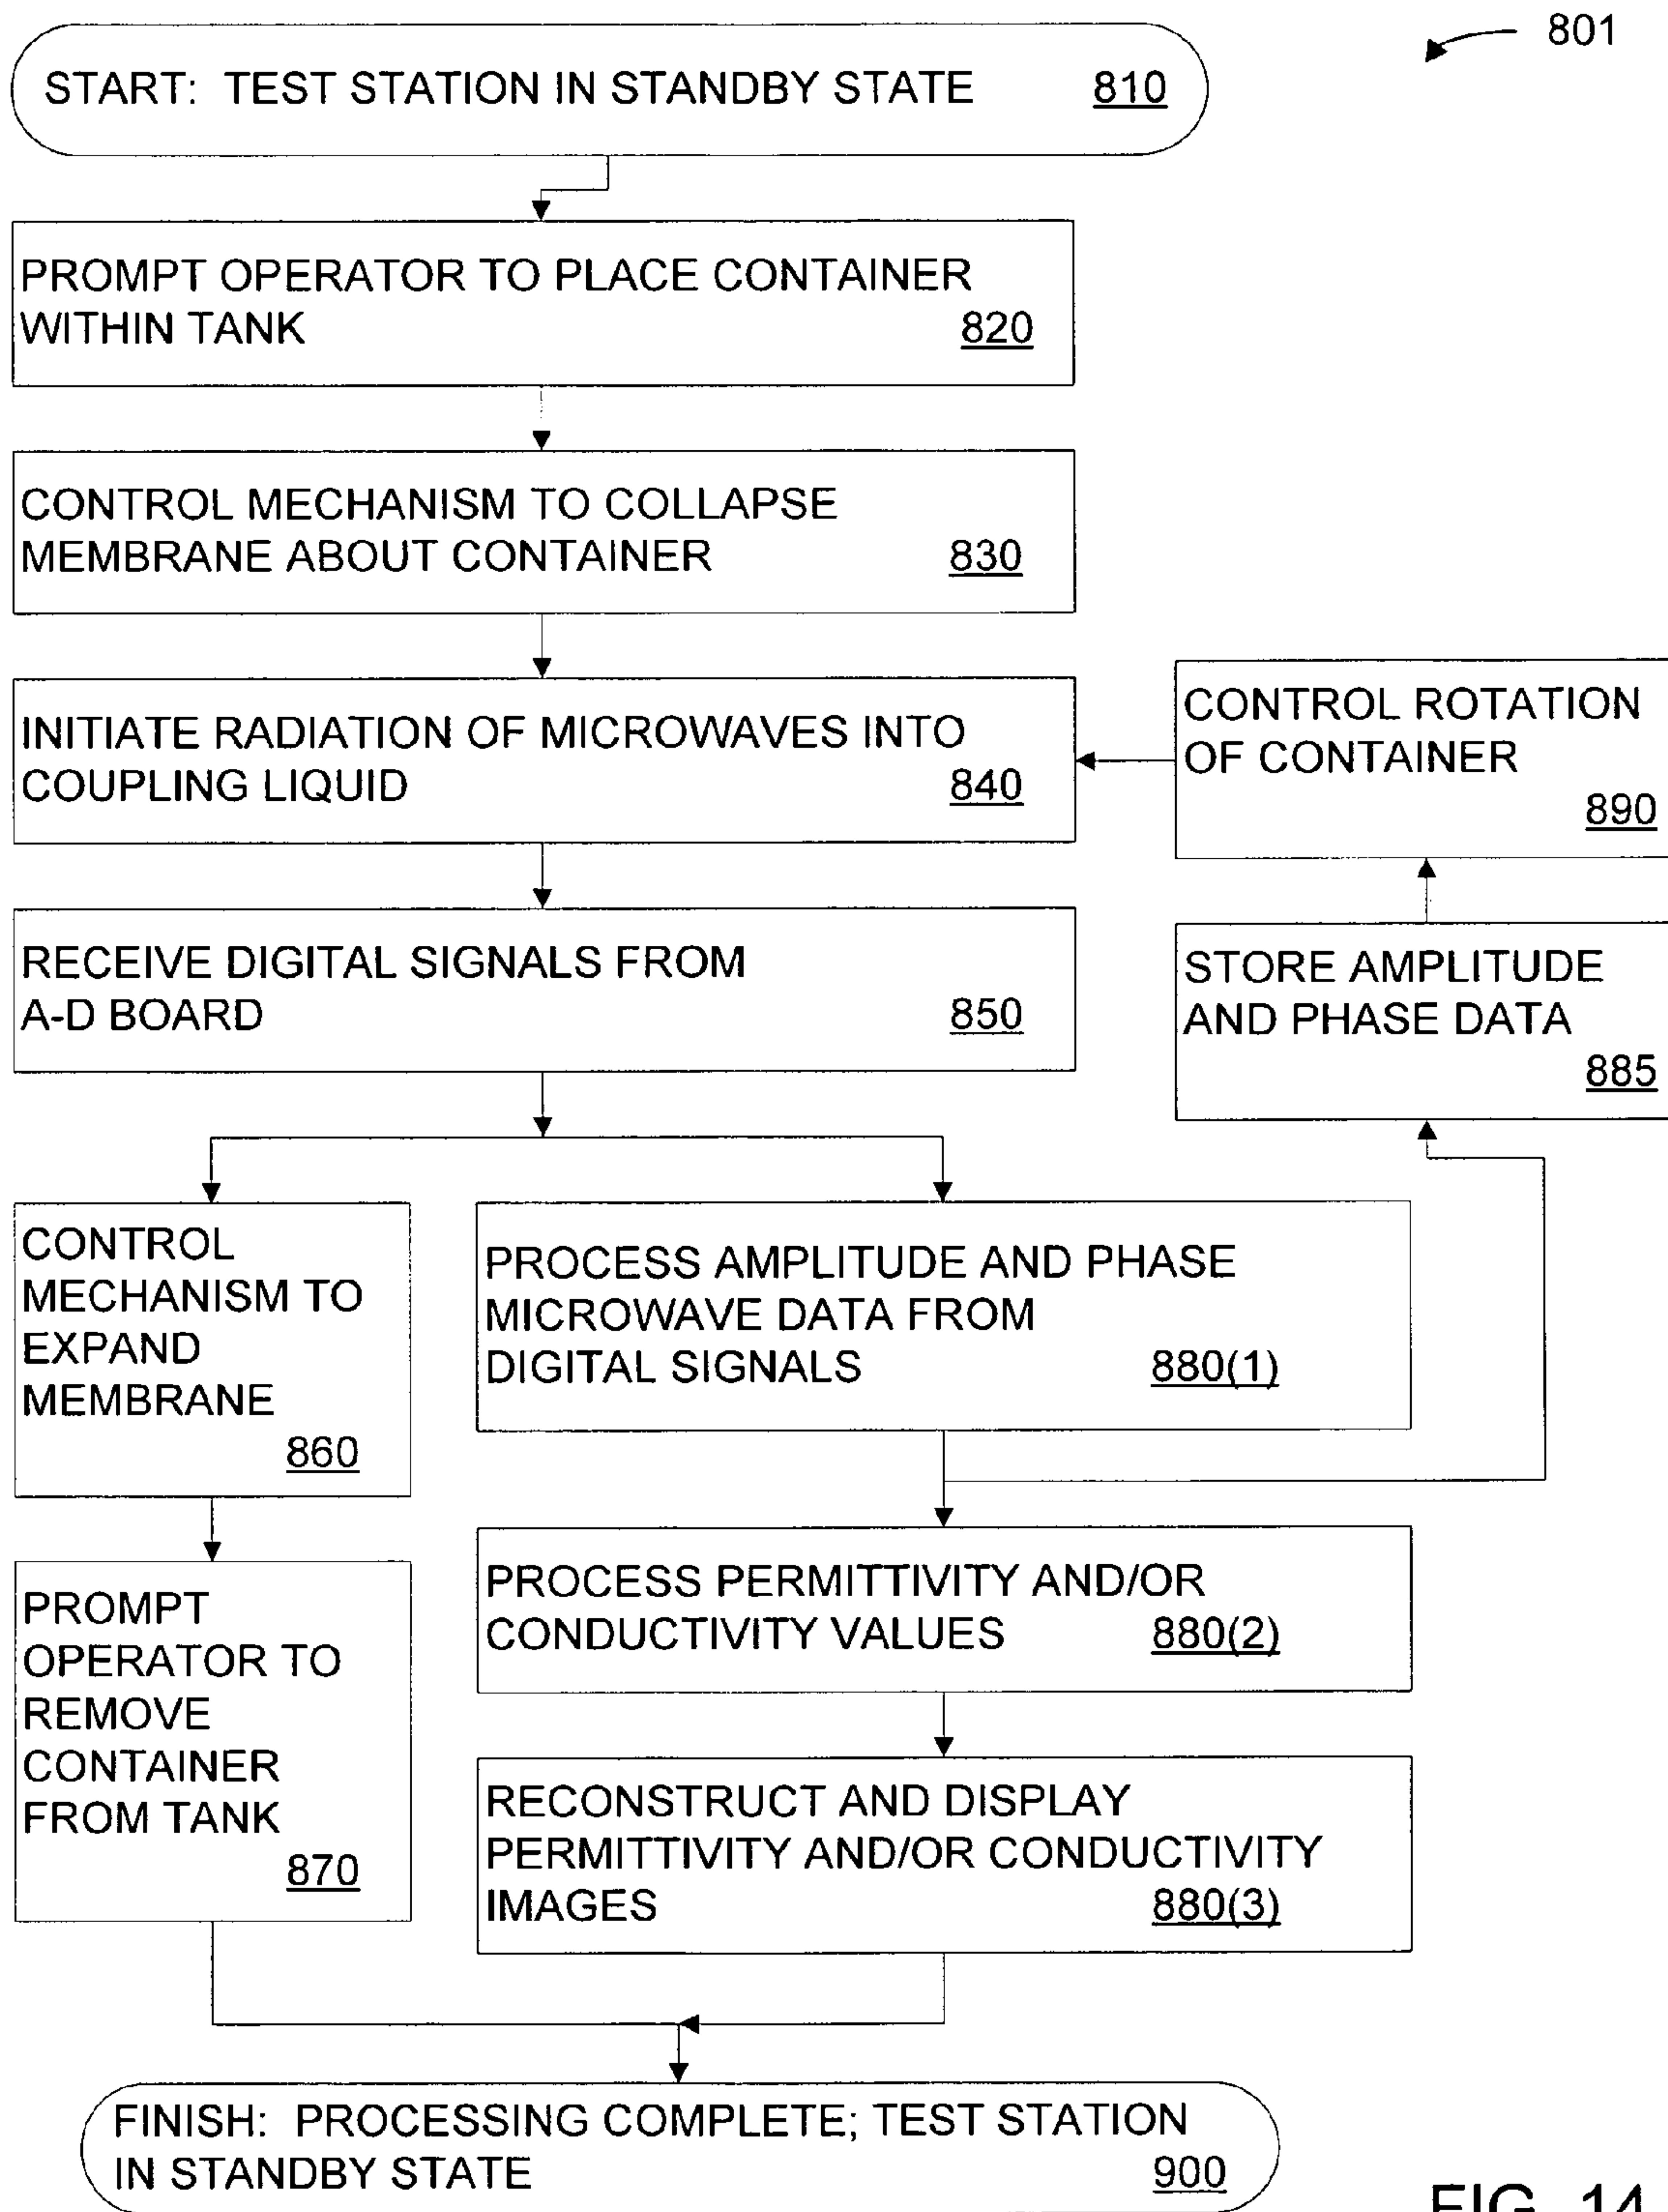 801
START: TEST STATION IN STANDBY STATE 810
PROMPT OPERATOR TO PLACE CONTAINER
WITHIN TANK 820
CONTROL MECHANISM TO COLLAPSE
MEMBRANE ABOUT CONTAINER 830
INITIATE RADIATION OF MICROWAVES INTO
COUPLING LIQUID 840
CONTROL ROTATION
OF CONTAINER
890
RECEIVE DIGITAL SIGNALS FROM
A-D BOARD 850
STORE AMPLITUDE
AND PHASE DATA
885
CONTROL
MECHANISM TO
EXPAND
MEMBRANE
860
PROCESS AMPLITUDE AND PHASE
MICROWAVE DATA FROM
DIGITAL SIGNALS 880(1)
PROMPT
OPERATOR TO
REMOVE
CONTAINER
FROM TANK
870
PROCESS PERMITTIVITY AND/OR
CONDUCTIVITY VALUES 880(2)
RECONSTRUCT AND DISPLAY
PERMITTIVITY AND/OR CONDUCTIVITY
IMAGES 880(3)
FINISH: PROCESSING COMPLETE; TEST STATION
IN STANDBY STATE 900
FIG. 14